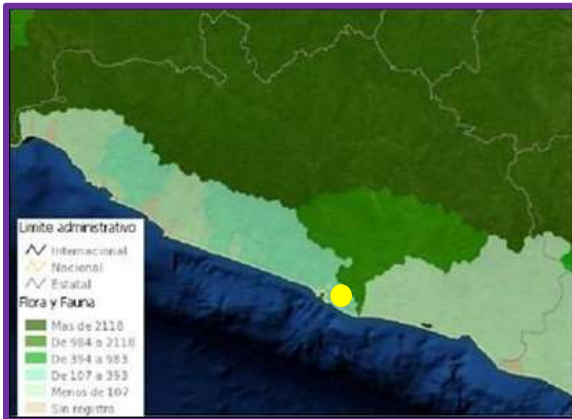 Limite administrativo
Internacional
Nacional
Estatal
Flora y Fauna
Mas de 2118
De 984 a 2118
De 394 a 983
De 107 a 393
Menos de 107
Sin registro